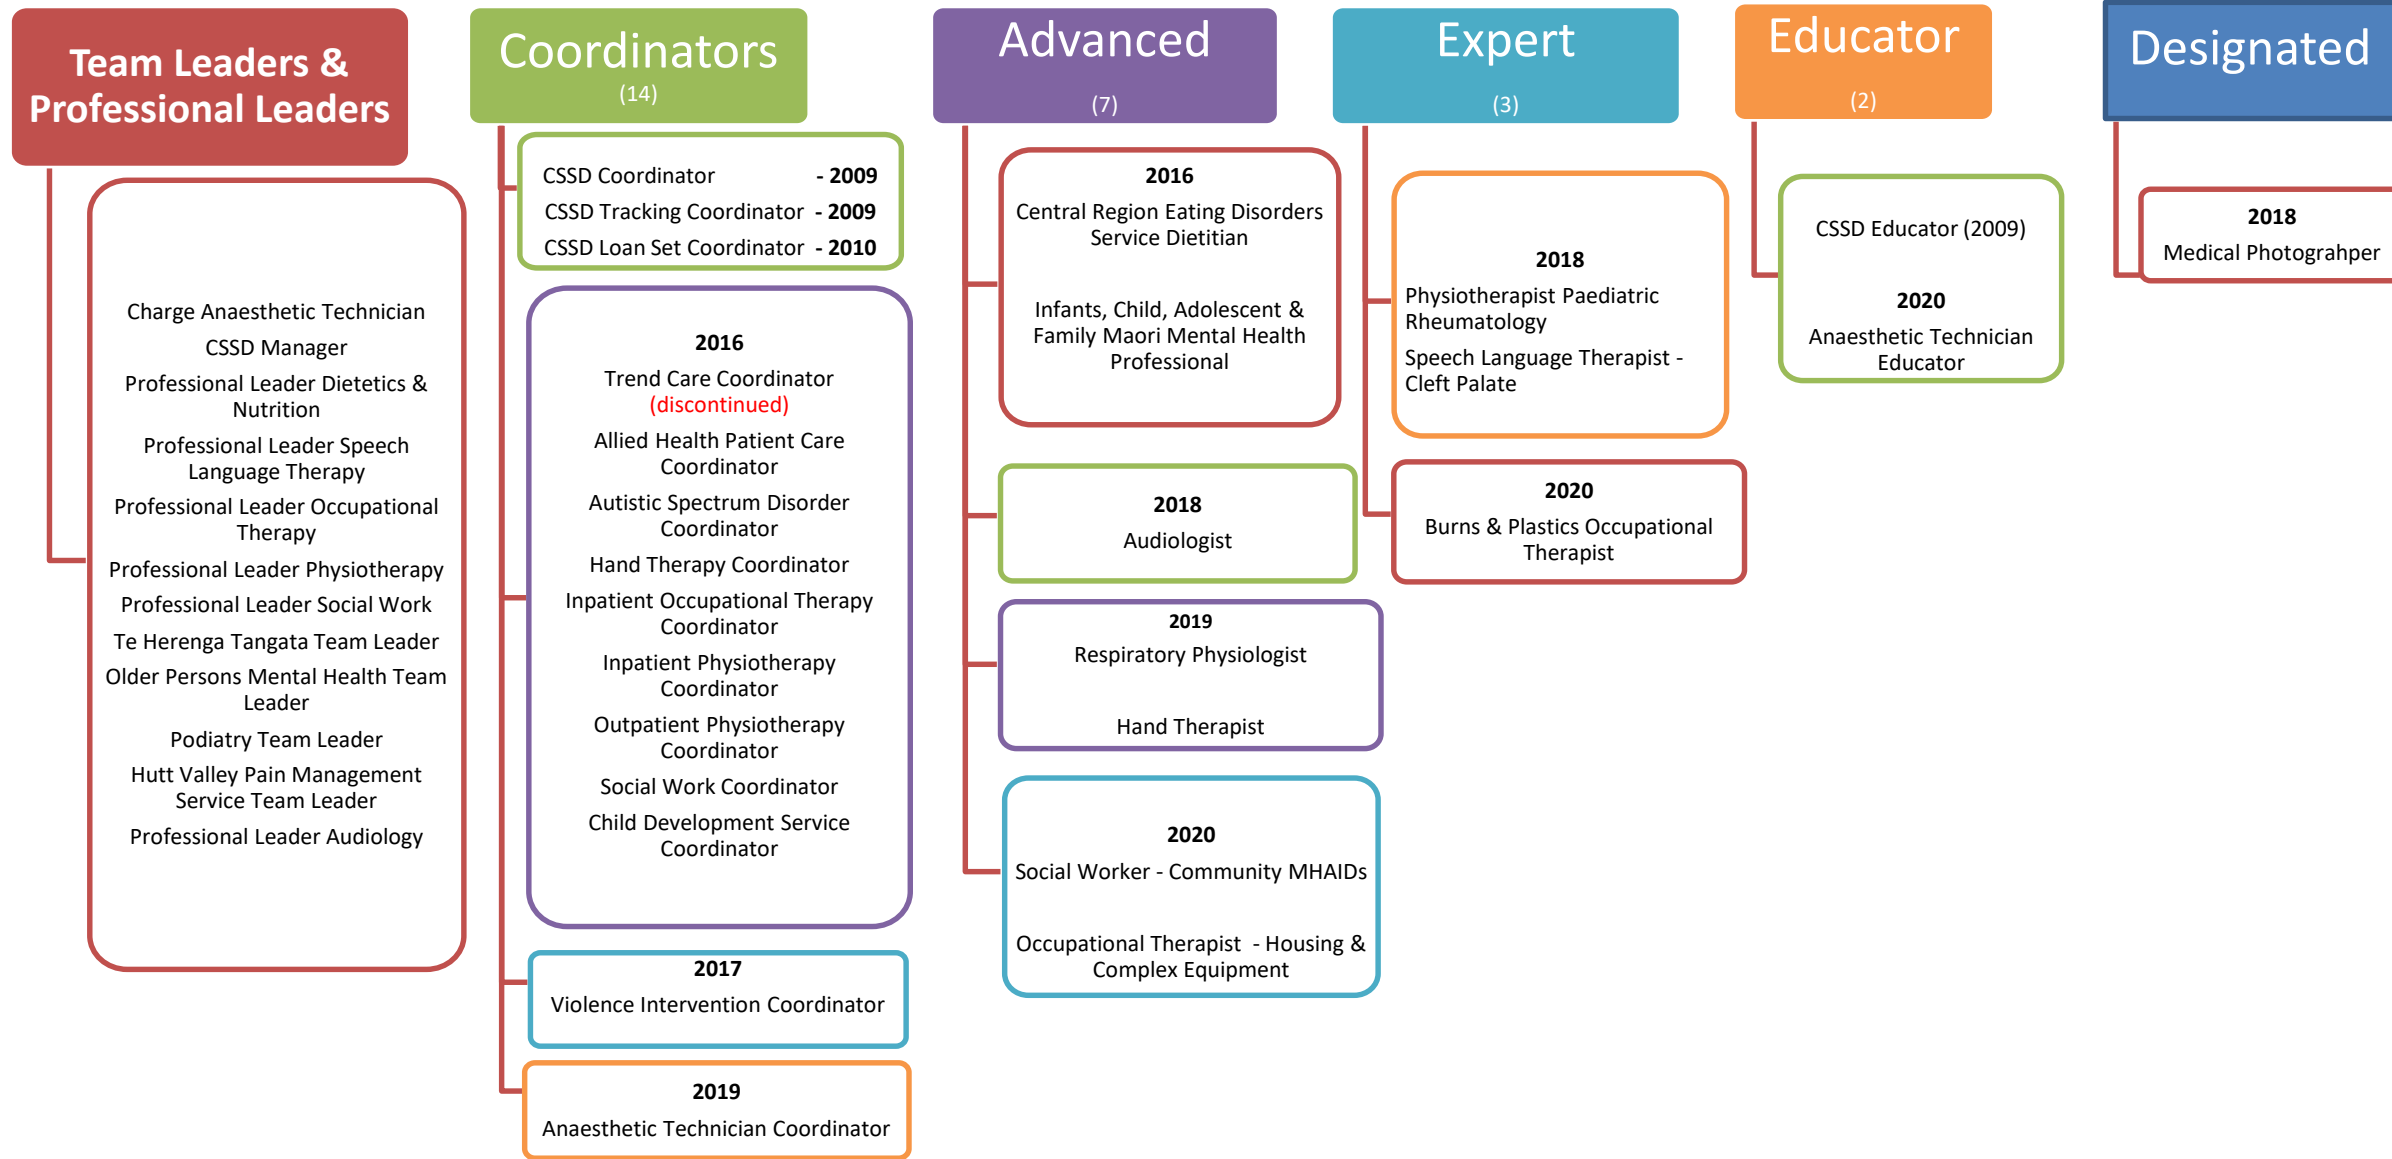 Team Leaders &
Professional Leaders
Charge Anaesthetic Technician
CSSD Manager
Professional Leader Dietetics &
Nutrition
Professional Leader Speech
Language Therapy
Professional Leader Occupational
Therapy
Professional Leader Physiotherapy
Professional Leader Social Work
Te Herenga Tangata Team Leader
Older Persons Mental Health Team
Leader
Podiatry Team Leader
Hutt Valley Pain Management
Service Team Leader
Professional Leader Audiology
Coordinators
(14)
CSSD Coordinator - 2009
CSSD Tracking Coordinator - 2009
CSSD Loan Set Coordinator - 2010
2016
Trend Care Coordinator
(discontinued)
Allied Health Patient Care
Coordinator
Autistic Spectrum Disorder
Coordinator
Hand Therapy Coordinator
Inpatient Occupational Therapy
Coordinator
Inpatient Physiotherapy
Coordinator
Outpatient Physiotherapy
Coordinator
Social Work Coordinator
Child Development Service
Coordinator
2017
Violence Intervention Coordinator
2019
Anaesthetic Technician Coordinator
Advanced
(7)
2016
Central Region Eating Disorders
Service Dietitian
Infants, Child, Adolescent &
Family Maori Mental Health
Professional
2018
Audiologist
2019
Respiratory Physiologist
Hand Therapist
2020
Social Worker - Community MHAIDs
Occupational Therapist - Housing &
Complex Equipment
Expert
(3)
2018
Physiotherapist Paediatric
Rheumatology
Speech Language Therapist -
Cleft Palate
2020
Burns & Plastics Occupational
Therapist
Educator
(2)
CSSD Educator (2009)
2020
Anaesthetic Technician
Educator
Designated
2018
Medical Photograhper